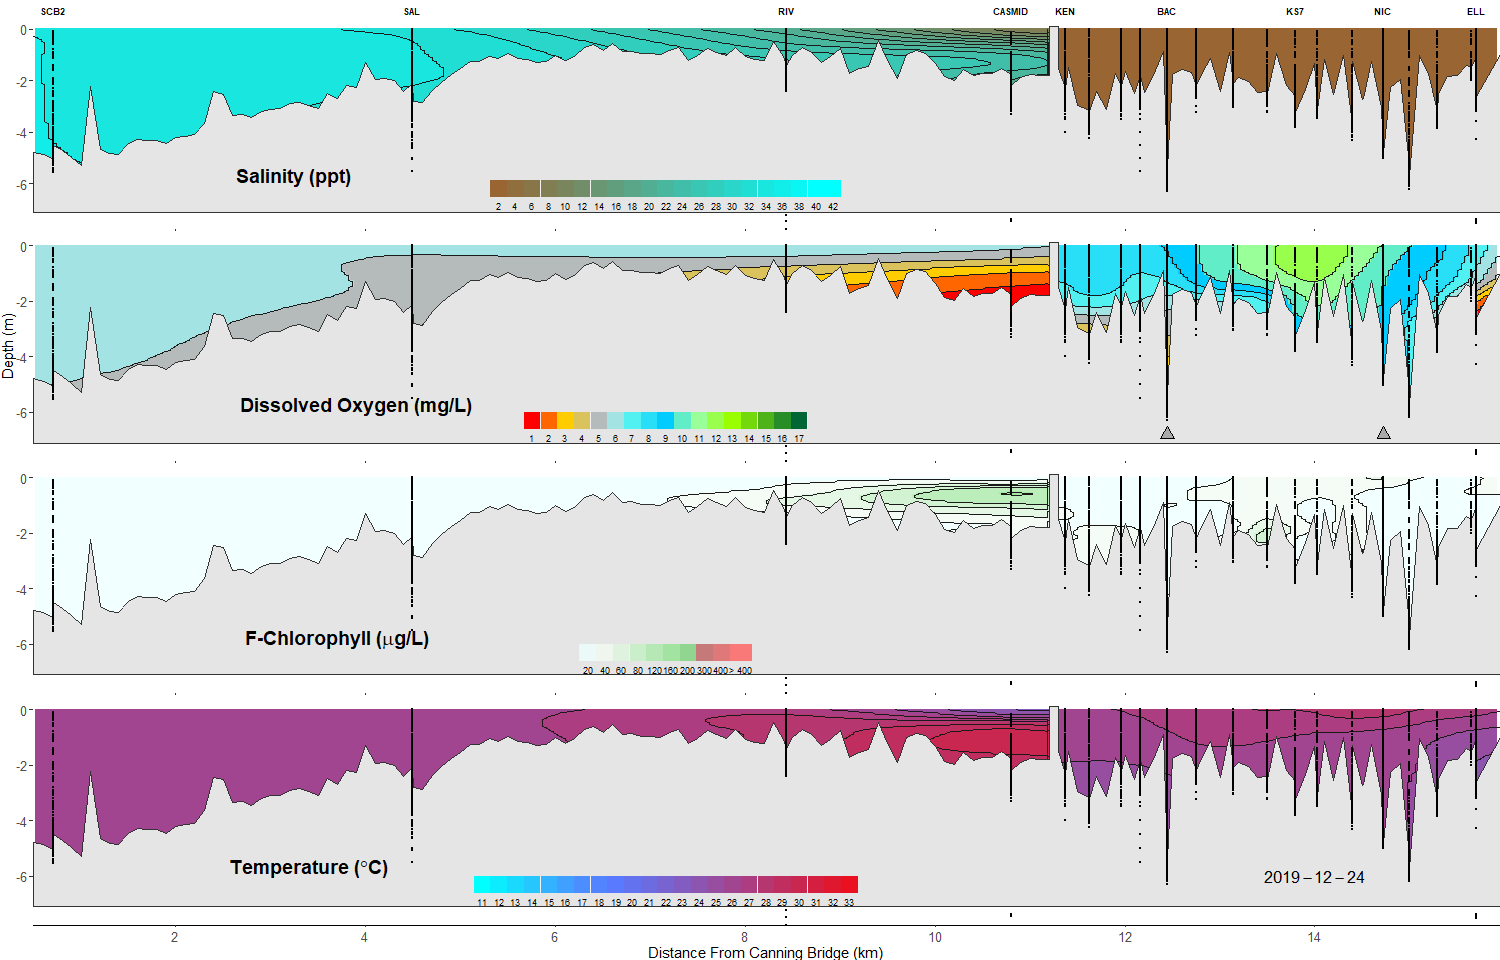 SCB2 SAL RIV CASMID KEN BAC KS7 NIC ELL
0
-2
-4
-6
Salinity (ppt)
2 4 6 8 10 12 14 16 18 20 22 24 26 28 30 32 34 36 38 40 42
0
-2
-4
-6
Depth (m)
Dissolved Oxygen (mg/L)
1 2 3 4 5 6 7 8 9 10 11 12 13 14 15 16 17
0
-2
-4
-6
F-Chlorophyll (μg/L)
20 40 60 80 120 160 200 300 400 > 400
0
-2
-4
-6
Temperature (°C)
2019 – 12 – 24
11 12 13 14 15 16 17 18 19 20 21 22 23 24 25 26 27 28 29 30 31 32 33
2 4 6 8 10 12 14
Distance From Canning Bridge (km)